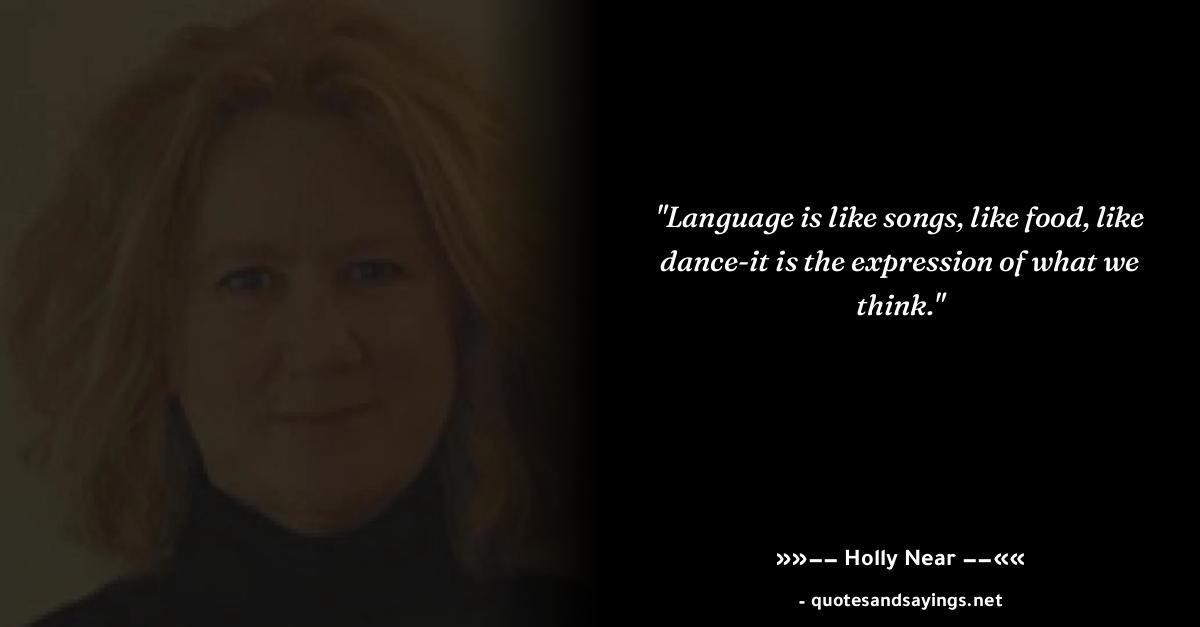 "Language is like songs, like food, like
dance-it is the expression of what we
think."
»»−− Holly Near −−««
- quotesandsayings.net